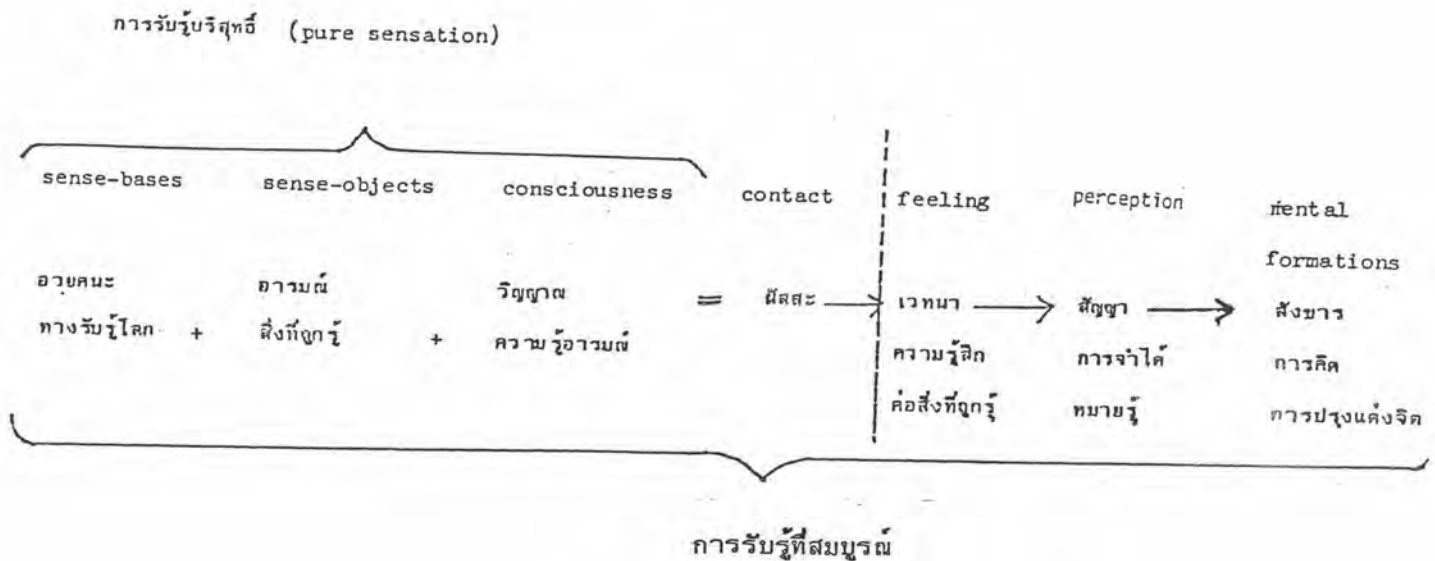 การรับรู้บริสุทธิ์ (pure sensation)
sense-bases sense-objects consciousness contact feeling perception mental
formations
อายตนะ อารมณ์ วิญญาณ = ผัสสะ เวทนา สัญญา สังขาร
ทางรับรู้โลก + สิ่งที่ถูกรู้ + ความรู้อารมณ์ ความรู้สึก การจำได้ การคิด
ต่อสิ่งที่ถูกรู้ หมายรู้ การปรุงแต่งจิต
การรับรู้ที่สมบูรณ์